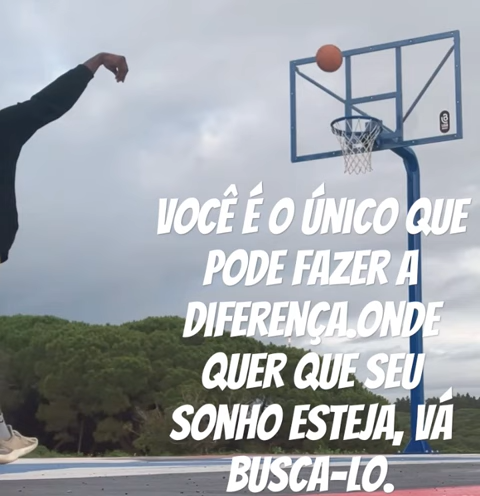 VOCÊ É O ÚNICO QUE
PODE FAZER A
DIFERENÇA.ONDE
QUER QUE SEU
SONHO ESTEJA, VÁ
BUSCA-LO.